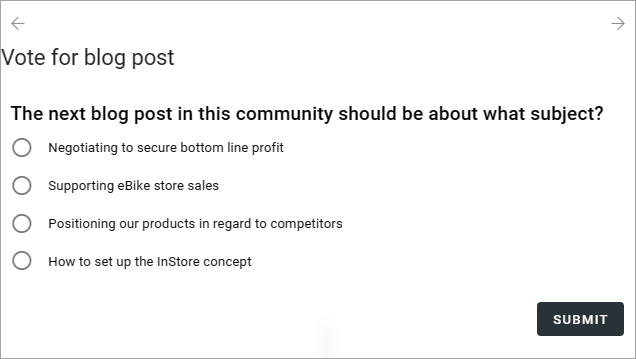 Vote for blog post
The next blog post in this community should be about what subject?
Negotiating to secure bottom line profit
Supporting eBike store sales
Positioning our products in regard to competitors
How to set up the InStore concept
SUBMIT